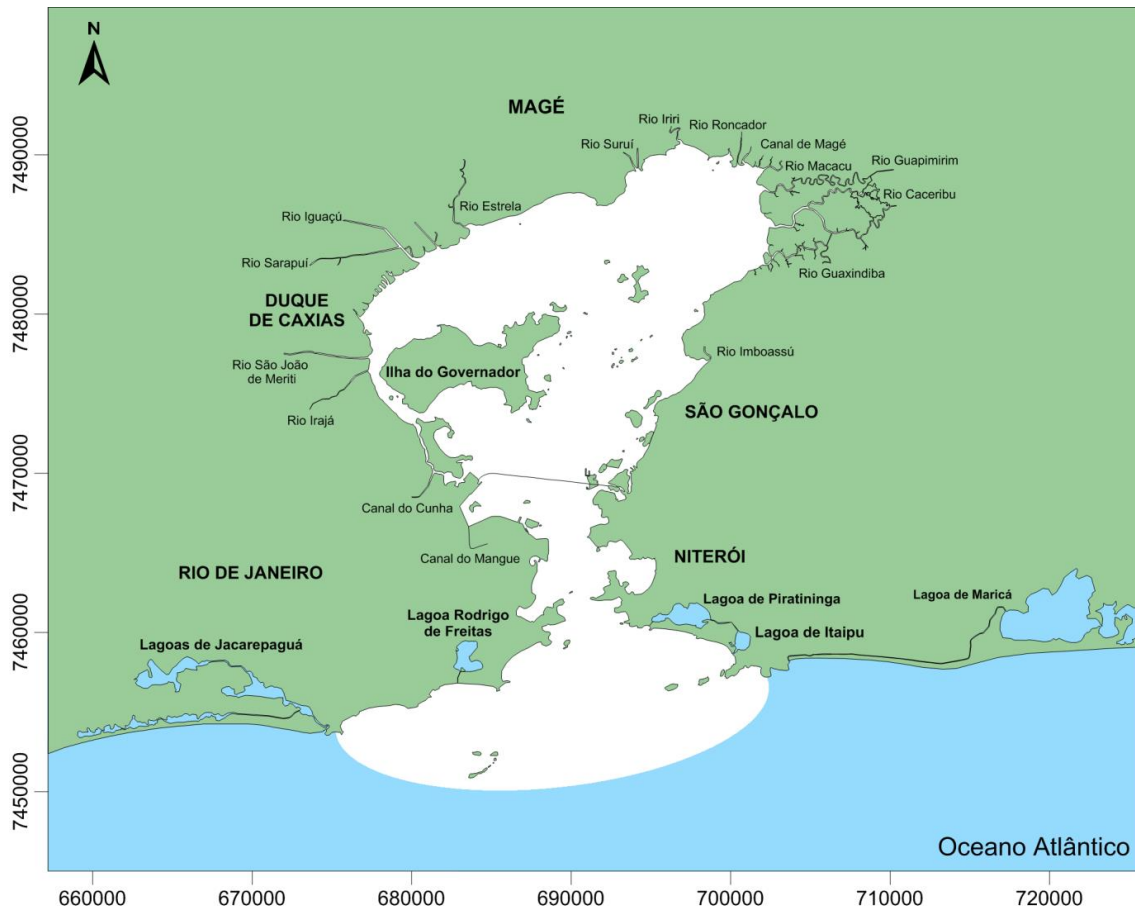 N
MAGÉ
Rio Iriri
Rio Roncador
Rio Suruí
Canal de Magé
Rio Macacu
Rio Guapimirim
Rio Caceribu
Rio Estrela
Rio Iguaçú
Rio Sarapuí
Rio Guaxindiba
DUQUE
DE CAXIAS
Rio São João
de Meriti
Ilha do Governador
Rio Imboassú
Rio Irajá
SÃO GONÇALO
Canal do Cunha
Canal do Mangue
RIO DE JANEIRO
NITERÓI
Lagoa Rodrigo
de Freitas
Lagoa de Piratininga
Lagoa de Maricá
Lagoa de Itaipu
Lagoas de Jacarepaguá
Oceano Atlântico
7490000
7480000
7470000
7460000
7450000
660000
670000
680000
690000
700000
710000
720000